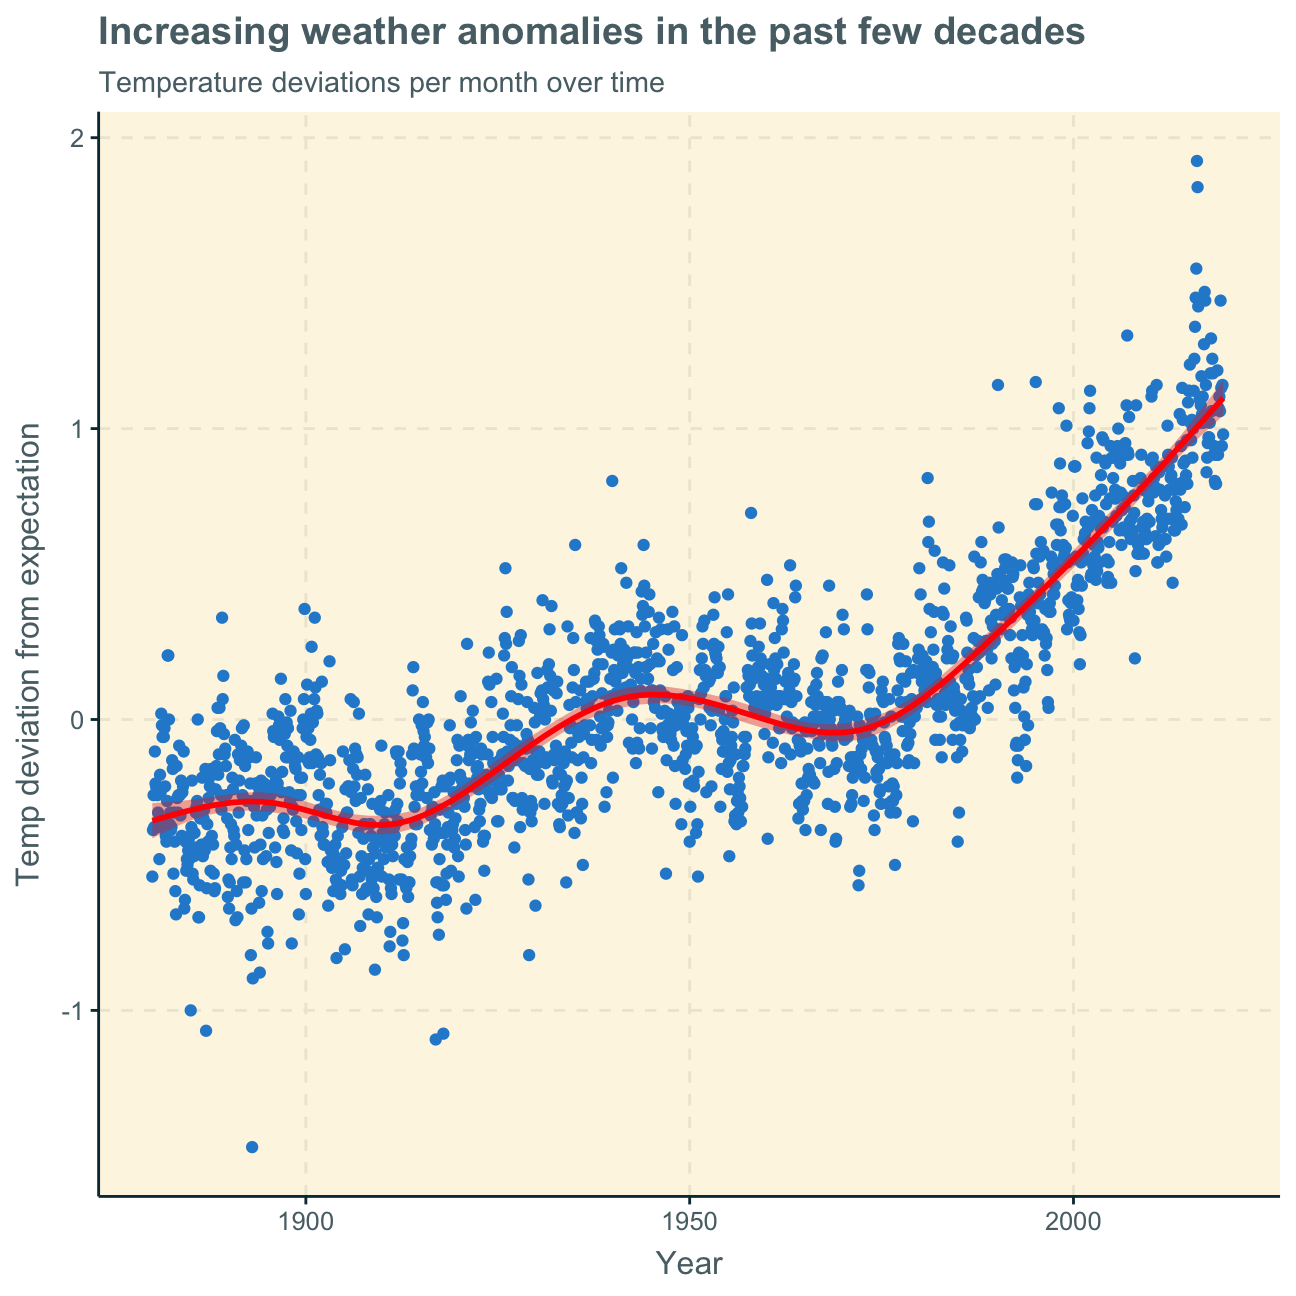 Increasing weather anomalies in the past few decades
Temperature deviations per month over time
Temp deviation from expectation
2
1
0
-1
1900 1950 2000
Year